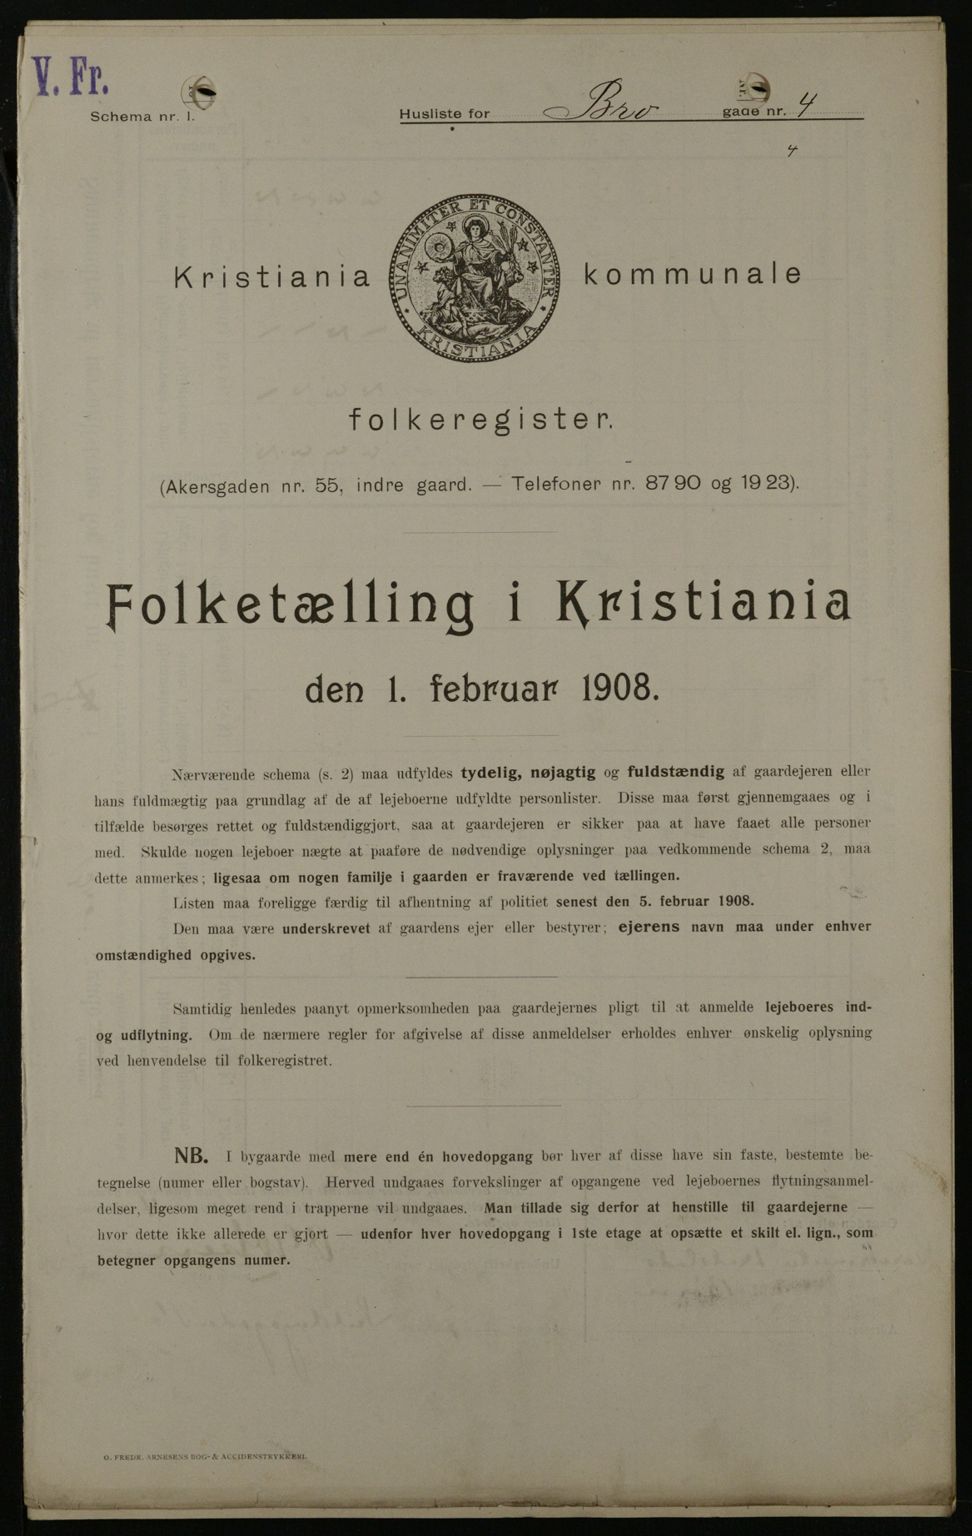 V. Fr.
Schema nr. 1.
Husliste for Bro gade nr. 4
4
UNANIMITER ET CONSTANTER
KRISTIANIA
Kristiania kommunale
folkeregister.
(Akersgaden nr. 55, indre gaard. — Telefoner nr. 87 90 og 19 23).
Folketælling i Kristiania
den 1. februar 1908.
Nærværende schema (s. 2) maa udfyldes tydelig, nøjagtig og fuldstændig af gaardejeren eller
hans fuldmægtig paa grundlag af de af lejeboerne udfyldte personlister. Disse maa først gjennemgaaes og i
tilfælde besørges rettet og fuldstændiggjort, saa at gaardejeren er sikker paa at have faaet alle personer
med. Skulde nogen lejeboer nægte at paaføre de nødvendige oplysninger paa vedkommende schema 2, maa
dette anmerkes; ligesaa om nogen familje i gaarden er fraværende ved tællingen.
Listen maa foreligge færdig til afhentning af politiet senest den 5. februar 1908.
Den maa være underskrevet af gaardens ejer eller bestyrer; ejerens navn maa under enhver
omstændighed opgives.
Samtidig henledes paanyt opmerksomheden paa gaardejernes pligt til at anmelde lejeboeres ind-
og udflytning. Om de nærmere regler for afgivelse af disse anmeldelser erholdes enhver ønskelig oplysning
ved henvendelse til folkeregistret.
NB. I bygaarde med mere end én hovedopgang bør hver af disse have sin faste, bestemte be-
tegnelse (numer eller bogstav). Herved undgaaes forvekslinger af opgangene ved lejeboernes flytningsanmel-
delser, ligesom meget rend i trapperne vil undgaaes. Man tillade sig derfor at henstille til gaardejerne —
hvor dette ikke allerede er gjort — udenfor hver hovedopgang i 1ste etage at opsætte et skilt el. lign., som
betegner opgangens numer.
O. FREDR. ARNESENS BOG- & ACCIDENSTRYKKERI.